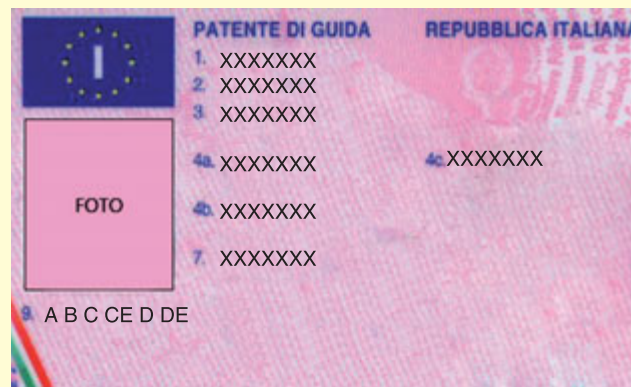 I
PATENTE DI GUIDA REPUBBLICA ITALIANA
1. XXXXXXX
2. XXXXXXX
3. XXXXXXX
4a. XXXXXXX 4c. XXXXXXX
FOTO
4b. XXXXXXX
7. XXXXXXX
9. A B C CE D DE